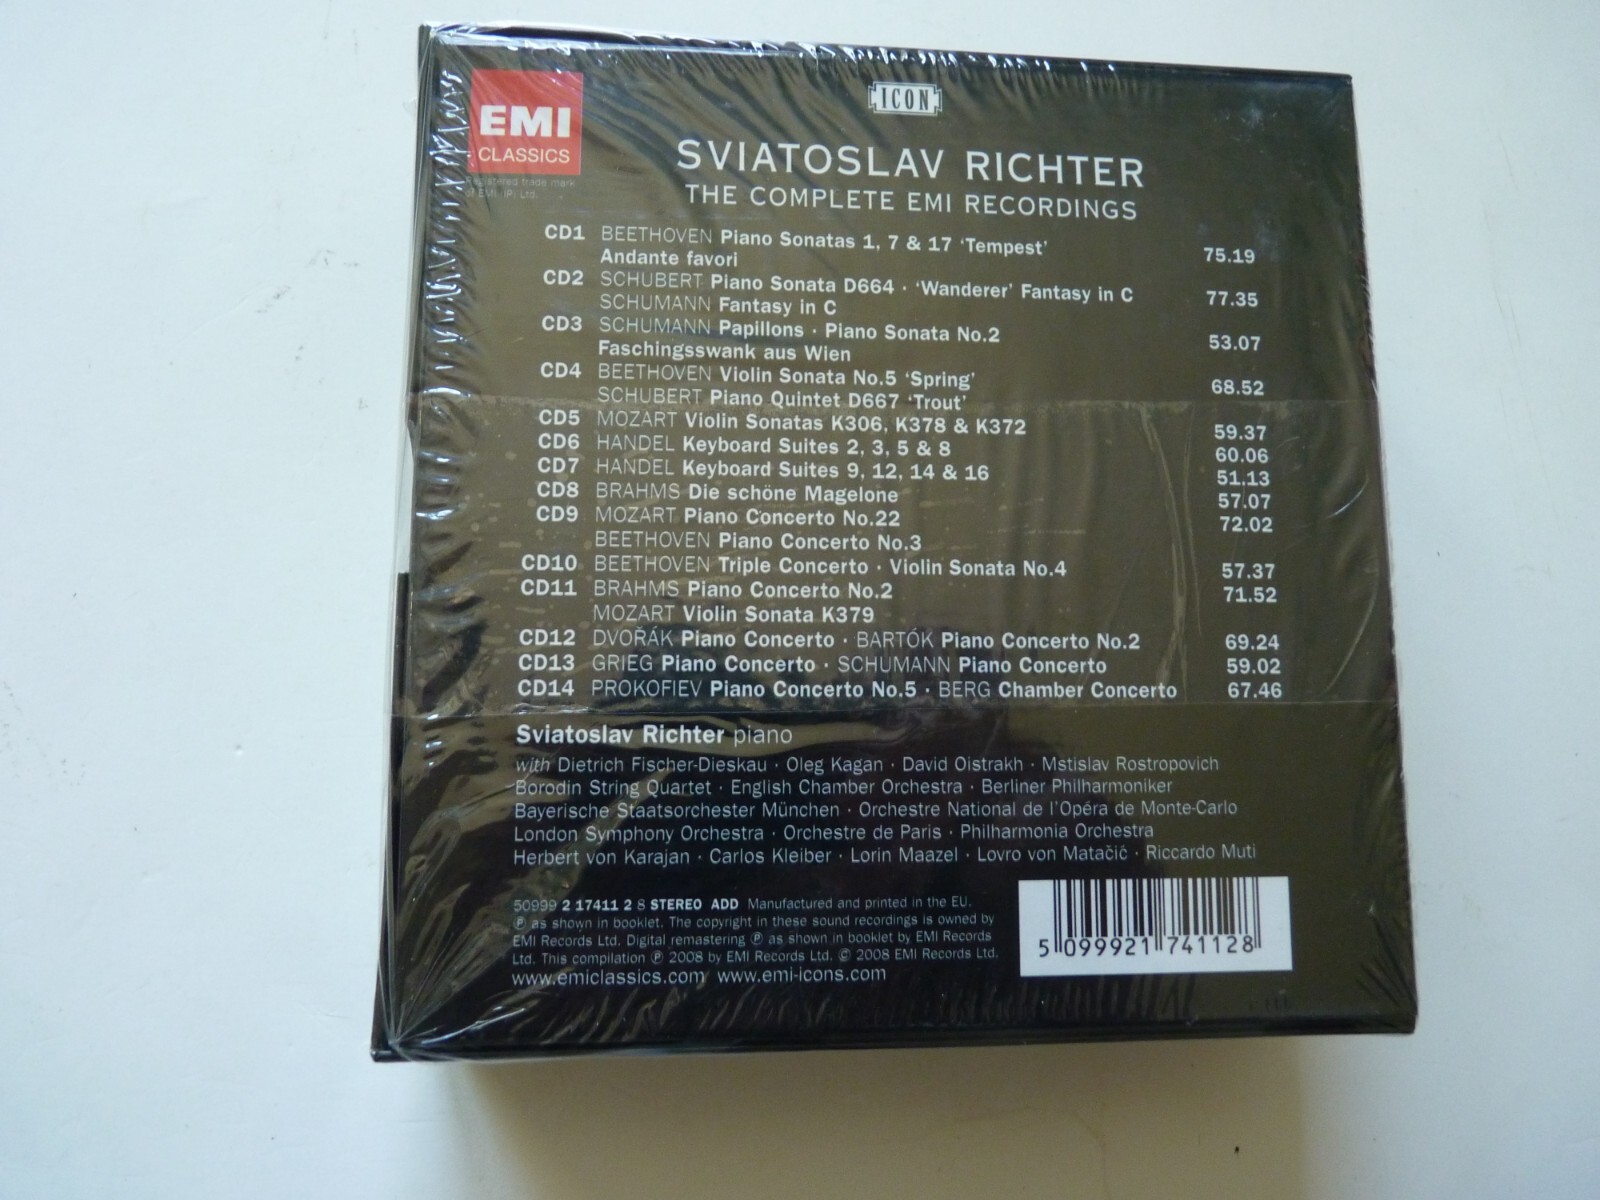 EMI
CLASSICS
Registered trade mark
of EMI (P) Ltd.
ICON
SVIATOSLAV RICHTER
THE COMPLETE EMI RECORDINGS
CD1 BEETHOVEN Piano Sonatas 1, 7 & 17 ‘Tempest’
Andante favori 75.19
CD2 SCHUBERT Piano Sonata D664 · ‘Wanderer’ Fantasy in C
SCHUMANN Fantasy in C 77.35
CD3 SCHUMANN Papillons · Piano Sonata No.2
Faschingsswank aus Wien 53.07
CD4 BEETHOVEN Violin Sonata No.5 ‘Spring’
SCHUBERT Piano Quintet D667 ‘Trout’ 68.52
CD5 MOZART Violin Sonatas K306, K378 & K372 59.37
CD6 HANDEL Keyboard Suites 2, 3, 5 & 8 60.06
CD7 HANDEL Keyboard Suites 9, 12, 14 & 16 51.13
CD8 BRAHMS Die schöne Magelone 57.07
CD9 MOZART Piano Concerto No.22 72.02
BEETHOVEN Piano Concerto No.3
CD10 BEETHOVEN Triple Concerto · Violin Sonata No.4 57.37
CD11 BRAHMS Piano Concerto No.2 71.52
MOZART Violin Sonata K379
CD12 DVOŘÁK Piano Concerto · BARTÓK Piano Concerto No.2 69.24
CD13 GRIEG Piano Concerto · SCHUMANN Piano Concerto 59.02
CD14 PROKOFIEV Piano Concerto No.5 · BERG Chamber Concerto 67.46
Sviatoslav Richter piano
with Dietrich Fischer-Dieskau · Oleg Kagan · David Oistrakh · Mstislav Rostropovich
Borodin String Quartet · English Chamber Orchestra · Berliner Philharmoniker
Bayerische Staatsorchester München · Orchestre National de l’Opéra de Monte-Carlo
London Symphony Orchestra · Orchestre de Paris · Philharmonia Orchestra
Herbert von Karajan · Carlos Kleiber · Lorin Maazel · Lovro von Matačić · Riccardo Muti
50999 2 17411 2 8 STEREO ADD Manufactured and printed in the EU.
℗ as shown in booklet. The copyright in these sound recordings is owned by
EMI Records Ltd. Digital remastering ℗ as shown in booklet by EMI Records
Ltd. This compilation ℗ 2008 by EMI Records Ltd. © 2008 EMI Records Ltd.
www.emiclassics.com www.emi-icons.com
5 099921 741128